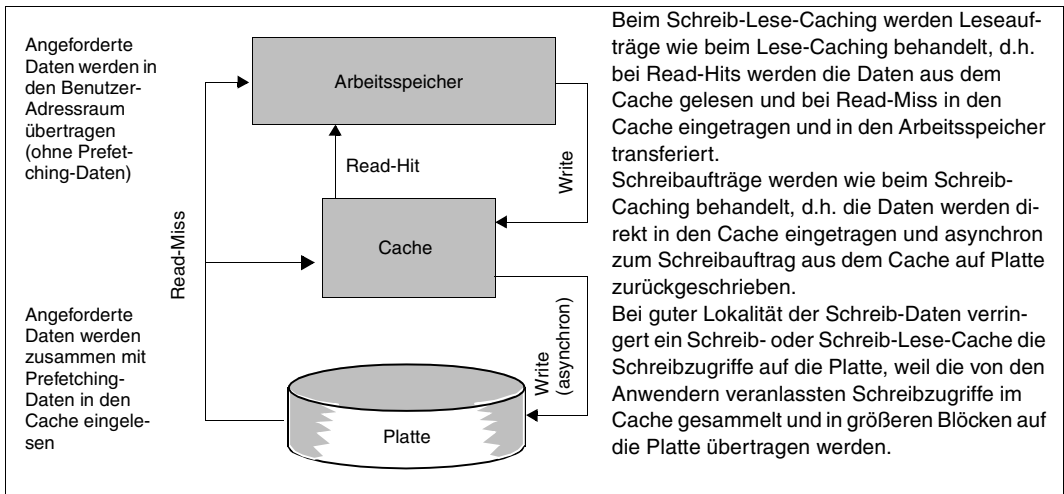 Angeforderte
Daten werden in
den Benutzer-
Adressraum
übertragen
(ohne Prefet-
ching-Daten)
Arbeitsspeicher
Read-Hit
Write
Cache
Read-Miss
Angeforderte
Daten werden
zusammen mit
Prefetching-
Daten in den
Cache eingele-
sen
Write
(asynchron)
Platte
Beim Schreib-Lese-Caching werden Leseauf-
träge wie beim Lese-Caching behandelt, d.h.
bei Read-Hits werden die Daten aus dem
Cache gelesen und bei Read-Miss in den
Cache eingetragen und in den Arbeitsspeicher
transferiert.
Schreibaufträge werden wie beim Schreib-
Caching behandelt, d.h. die Daten werden di-
rekt in den Cache eingetragen und asynchron
zum Schreibauftrag aus dem Cache auf Platte
zurückgeschrieben.
Bei guter Lokalität der Schreib-Daten verrin-
gert ein Schreib- oder Schreib-Lese-Cache die
Schreibzugriffe auf die Platte, weil die von den
Anwendern veranlassten Schreibzugriffe im
Cache gesammelt und in größeren Blöcken auf
die Platte übertragen werden.